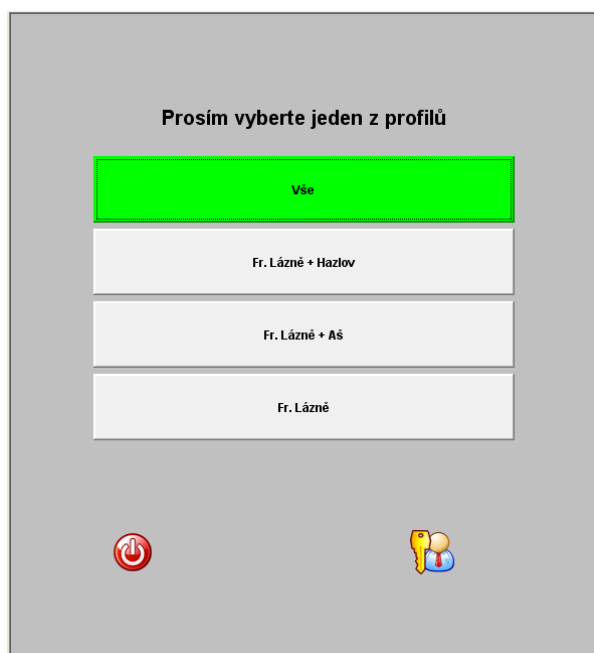 Prosím vyberte jeden z profilů
Vše
Fr. Lázně + Hazlov
Fr. Lázně + Aš
Fr. Lázně